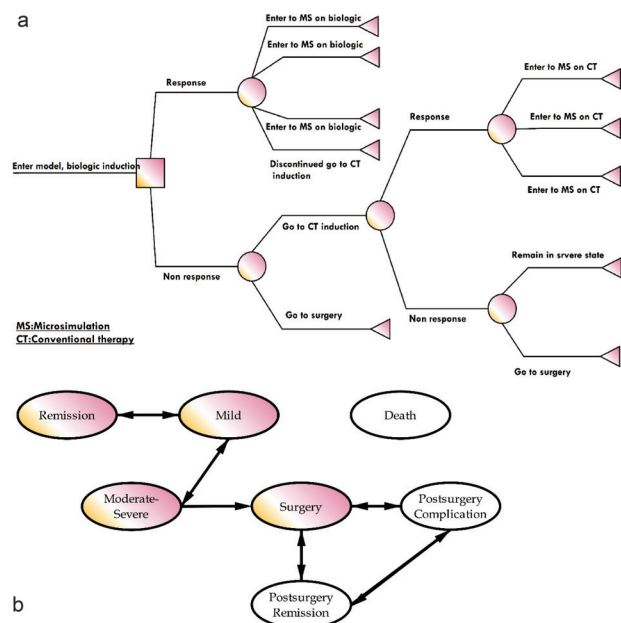 a
Enter to MS on biologic
Enter to MS on biologic
Response
Enter to MS on biologic
Discontinued go to CT
induction
Enter model, biologic induction
Non response
Go to CT induction
Go to surgery
Response
Enter to MS on CT
Enter to MS on CT
Enter to MS on CT
Non response
Remain in srvere state
Go to surgery
MS:Microsimulation
CT:Conventional therapy
Remission
Mild
Death
Moderate-
Severe
Surgery
Postsurgery
Complication
Postsurgery
Remission
b